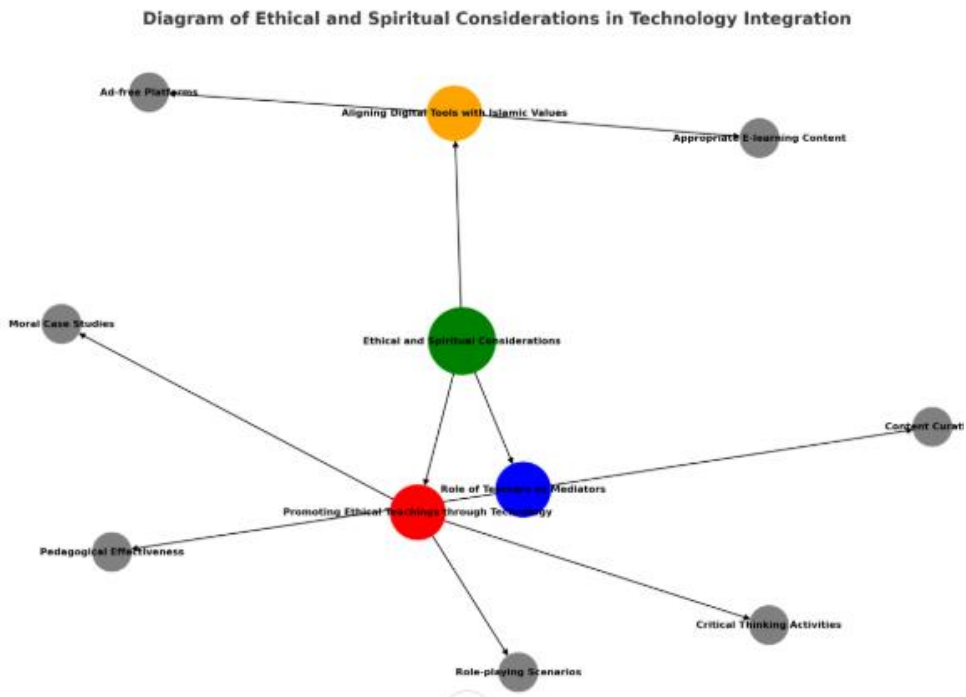 Diagram of Ethical and Spiritual Considerations in Technology Integration
Ad-free Platforms
Aligning Digital Tools with Islamic Values
Appropriate E-learning Content
Moral Case Studies
Ethical and Spiritual Considerations
Content Curati
Role of Teachers as Mediators
Promoting Ethical Teachings through Technology
Pedagogical Effectiveness
Critical Thinking Activities
Role-playing Scenarios